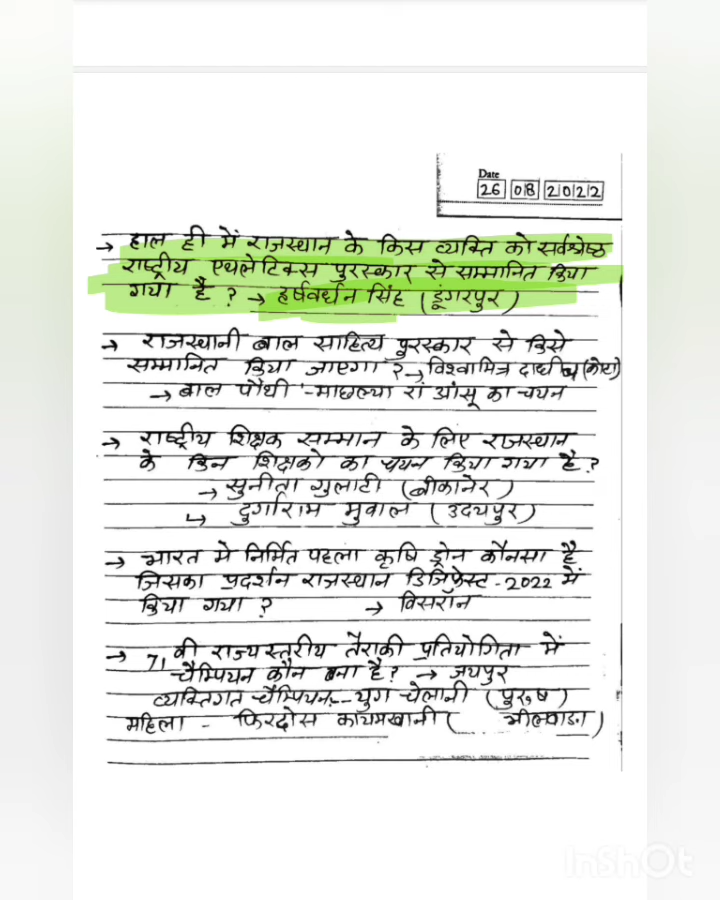 Date
26 08 2022
→ हाल ही में राजस्थान के किस व्यक्ति को सर्वश्रेष्ठ
राष्ट्रीय एथलेटिक्स पुरस्कार से सम्मानित किया
गया है ? → हर्षवर्धन सिंह (डूंगरपुर)
→ राजस्थानी बाल साहित्य पुरस्कार से किसे
सम्मानित किया जाएगा ? → विश्वामित्र दाधीच (कोटा)
→ बाल पौथी - माछल्या रां आंसू का चयन
→ राष्ट्रीय शिक्षक सम्मान के लिए राजस्थान
के किन शिक्षको का चयन किया गया है ?
→ सुनीता गुलाटी (बीकानेर)
↳ दुर्गाराम मुवाल (उदयपुर)
→ भारत मे निर्मित पहला कृषि ड्रोन कौनसा है
जिसका प्रदर्शन राजस्थान डिजिफेस्ट - 2022 में
किया गया ? → विसरॉन
→ 71 वी राज्यस्तरीय तैराकी प्रतियोगिता में
चैम्पियन कौन बना है ? → जयपुर
व्यक्तिगत चैम्पियन:-- युग चेलानी (पुरुष)
महिला - फिरदोस कायमखानी ( भीलवाडा )
InShOt